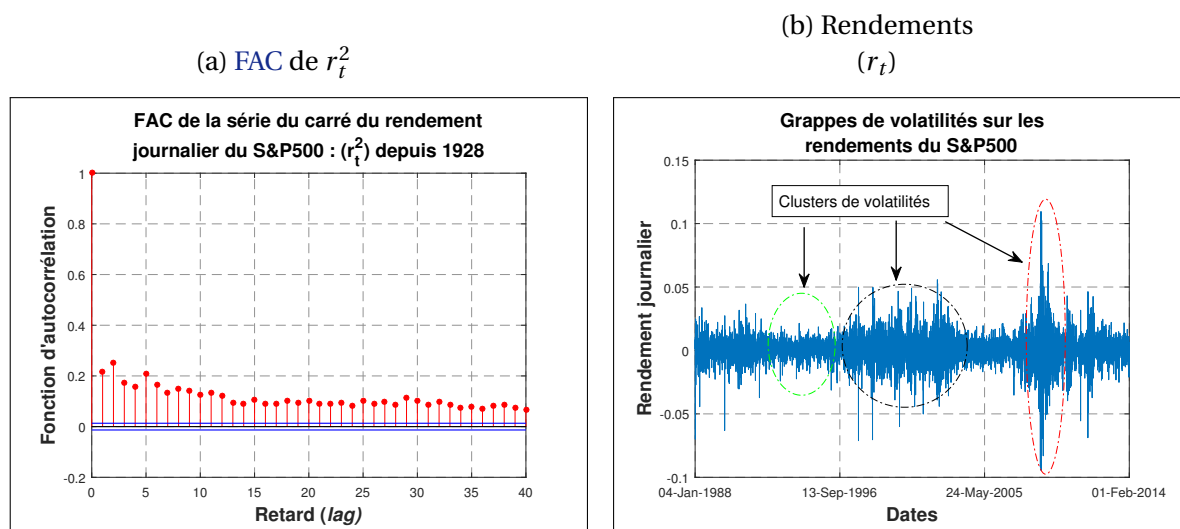 (a) FAC de r_t^2
FAC de la série du carré du rendement
journalier du S&P500 : (r_t^2) depuis 1928
Fonction d'autocorrélation
1
0.8
0.6
0.4
0.2
0
-0.2
0 5 10 15 20 25 30 35 40
Retard (lag)
(b) Rendements
(r_t)
Grappes de volatilités sur les
rendements du S&P500
Clusters de volatilités
Rendement journalier
0.15
0.1
0.05
0
-0.05
-0.1
04-Jan-1988 13-Sep-1996 24-May-2005 01-Feb-2014
Dates